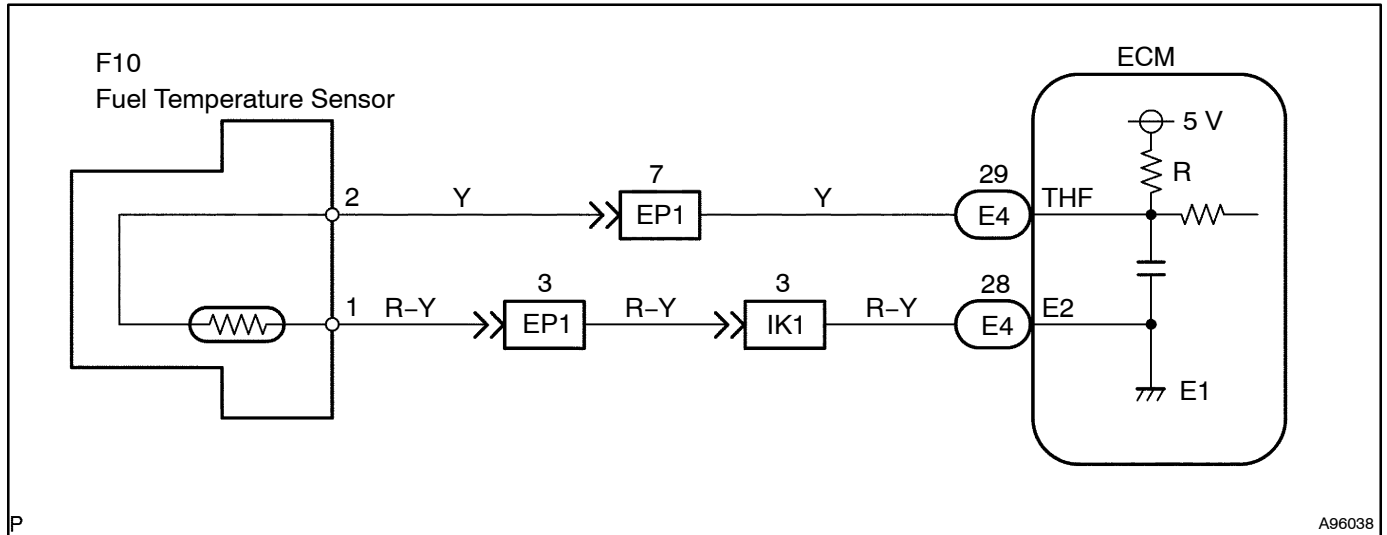 F10
Fuel Temperature Sensor
ECM
5 V
R
2
Y
7
EP1
Y
29
E4
THF
1
R−Y
3
EP1
R−Y
3
IK1
R−Y
28
E4
E2
E1
P
A96038